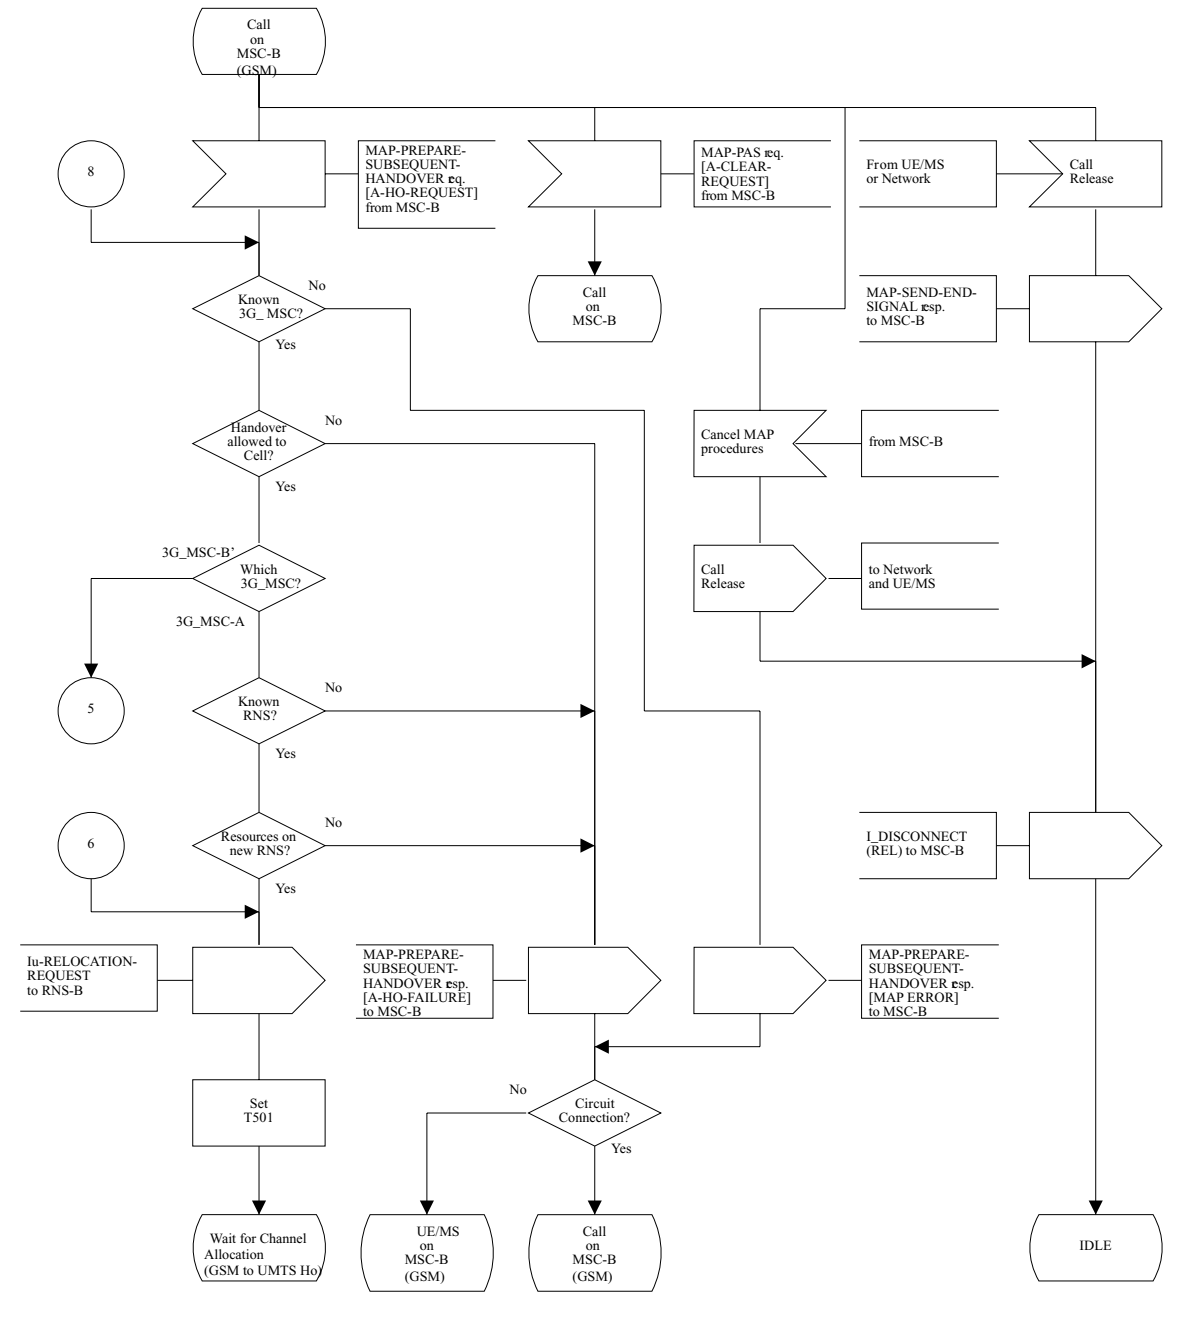 Call
on
MSC-B
(GSM)
8
MAP-PREPARE-
SUBSEQUENT-
HANDOVER req.
[A-HO-REQUEST]
from MSC-B
MAP-PAS req.
[A-CLEAR-
REQUEST]
from MSC-B
From UE/MS
or Network
Call
Release
Known
3G_ MSC?
No
Yes
Call
on
MSC-B
MAP-SEND-END-
SIGNAL resp.
to MSC-B
Handover
allowed to
Cell?
No
Yes
Cancel MAP
procedures
from MSC-B
3G_MSC-B’
Which
3G_MSC?
3G_MSC-A
Call
Release
to Network
and UE/MS
5
Known
RNS?
No
Yes
6
Resources on
new RNS?
No
Yes
I_DISCONNECT
(REL) to MSC-B
Iu-RELOCATION-
REQUEST
to RNS-B
MAP-PREPARE-
SUBSEQUENT-
HANDOVER resp.
[A-HO-FAILURE]
to MSC-B
MAP-PREPARE-
SUBSEQUENT-
HANDOVER resp.
[MAP ERROR]
to MSC-B
Set
T501
No
Circuit
Connection?
Yes
Wait for Channel
Allocation
(GSM to UMTS Ho)
UE/MS
on
MSC-B
(GSM)
Call
on
MSC-B
(GSM)
IDLE